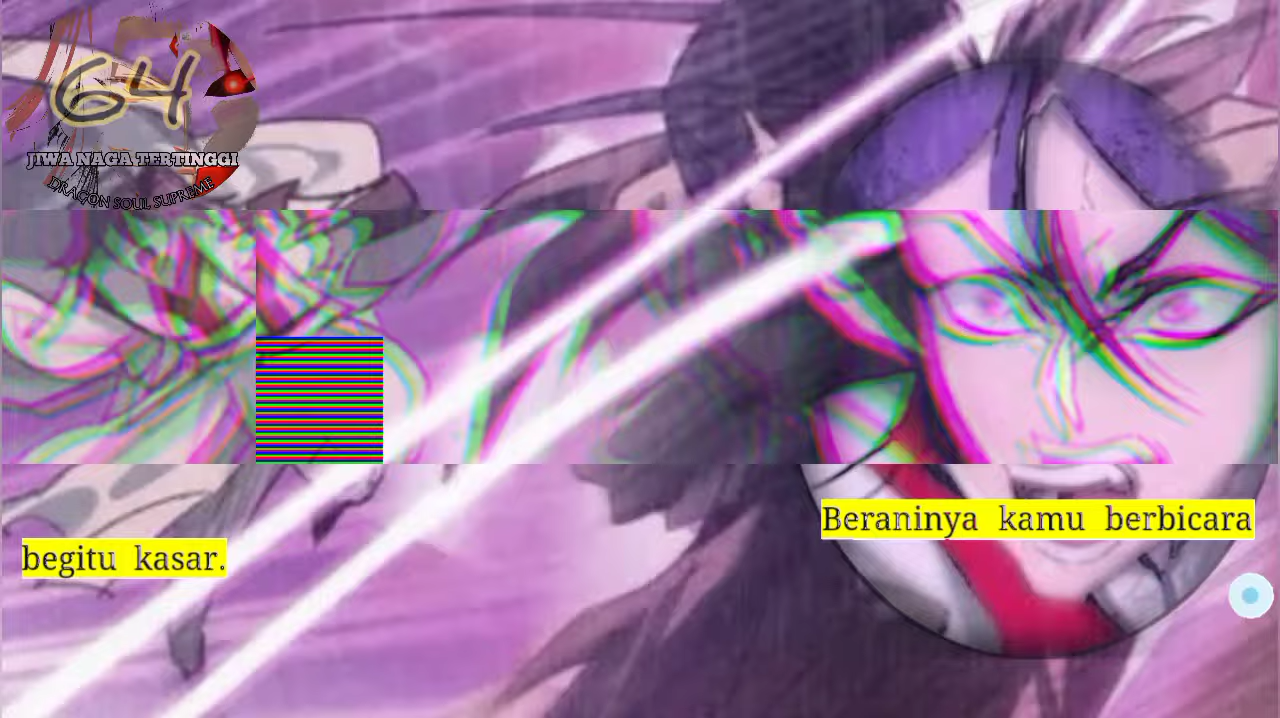 64
JIWA NAGA TERTINGGI
DRAGON SOUL SUPREME
Beraninya kamu berbicara
begitu kasar.